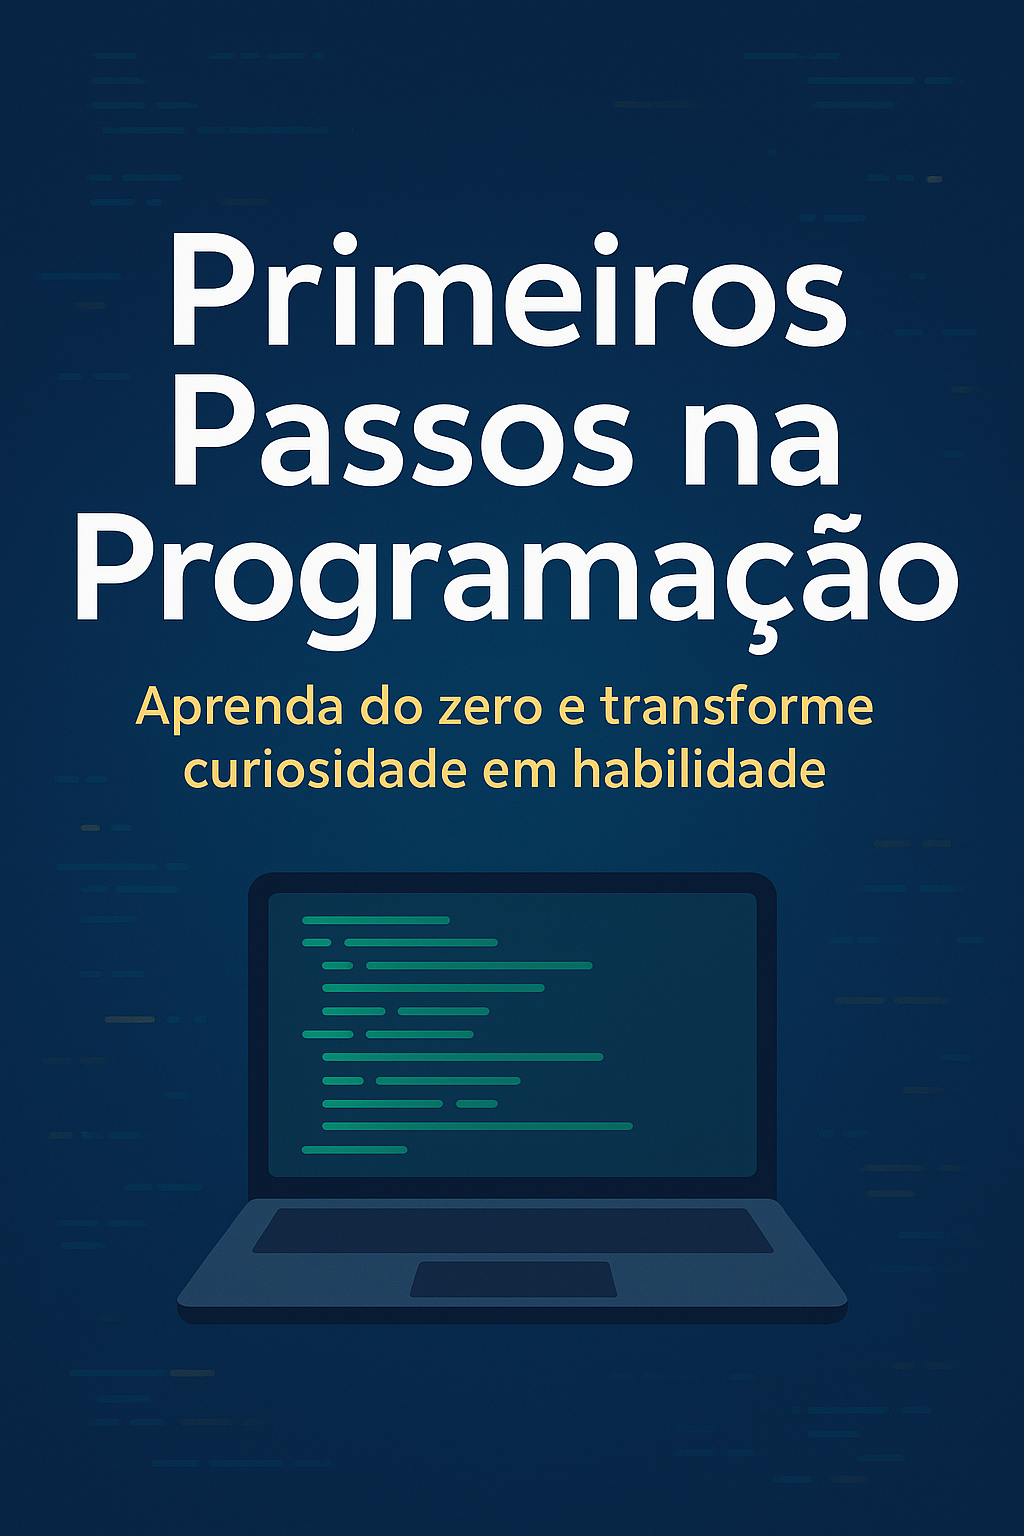 Primeiros
Passos na
Programação
Aprenda do zero e transforme
curiosidade em habilidade